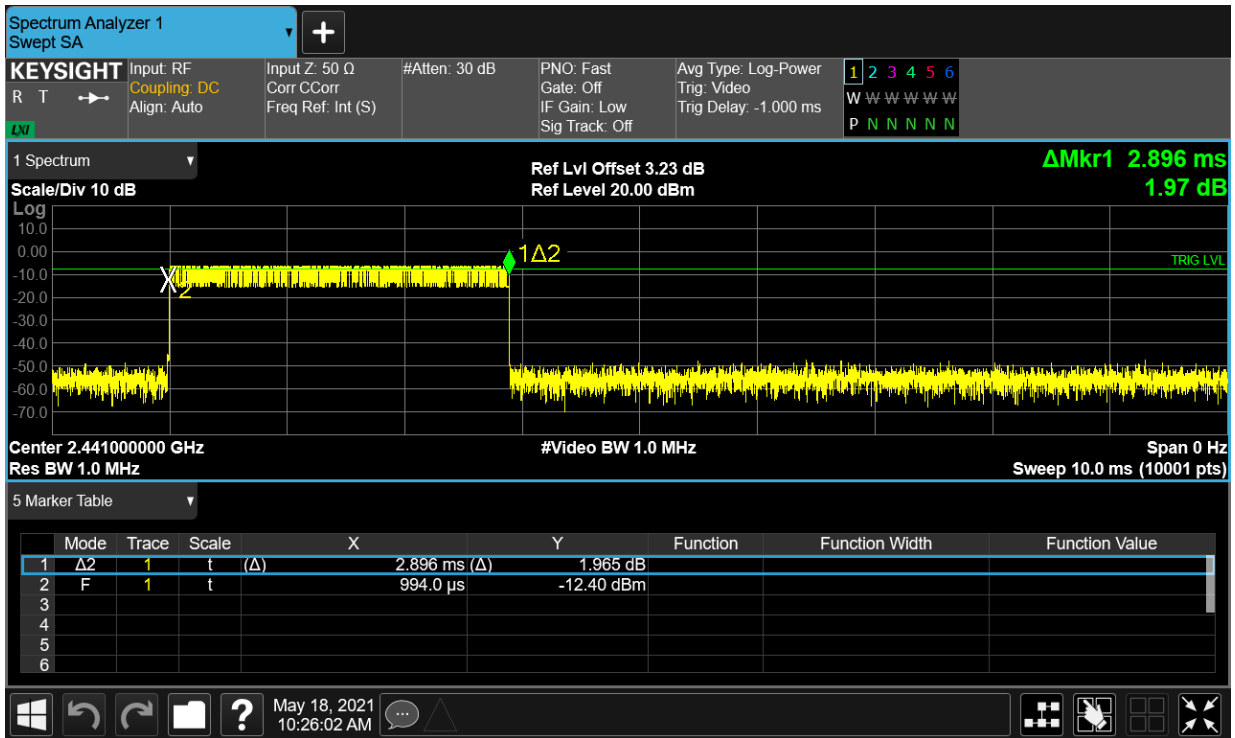 Spectrum Analyzer 1
Swept SA
KEYSIGHT
R T
LXI
Input: RF
Coupling: DC
Align: Auto
Input Z: 50 Ω
Corr CCorr
Freq Ref: Int (S)
#Atten: 30 dB
PNO: Fast
Gate: Off
IF Gain: Low
Sig Track: Off
Avg Type: Log-Power
Trig: Video
Trig Delay: -1.000 ms
1 2 3 4 5 6
W W W W W W
P N N N N N
1 Spectrum
Scale/Div 10 dB
Ref Lvl Offset 3.23 dB
Ref Level 20.00 dBm
ΔMkr1 2.896 ms
1.97 dB
Log
10.0
0.00
-10.0
-20.0
-30.0
-40.0
-50.0
-60.0
-70.0
1Δ2
2
TRIG LVL
Center 2.441000000 GHz
Res BW 1.0 MHz
#Video BW 1.0 MHz
Span 0 Hz
Sweep 10.0 ms (10001 pts)
5 Marker Table
Mode Trace Scale X Y Function Function Width Function Value
1 Δ2 1 t (Δ) 2.896 ms (Δ) 1.965 dB
2 F 1 t 994.0 µs -12.40 dBm
3
4
5
6
?
May 18, 2021
10:26:02 AM